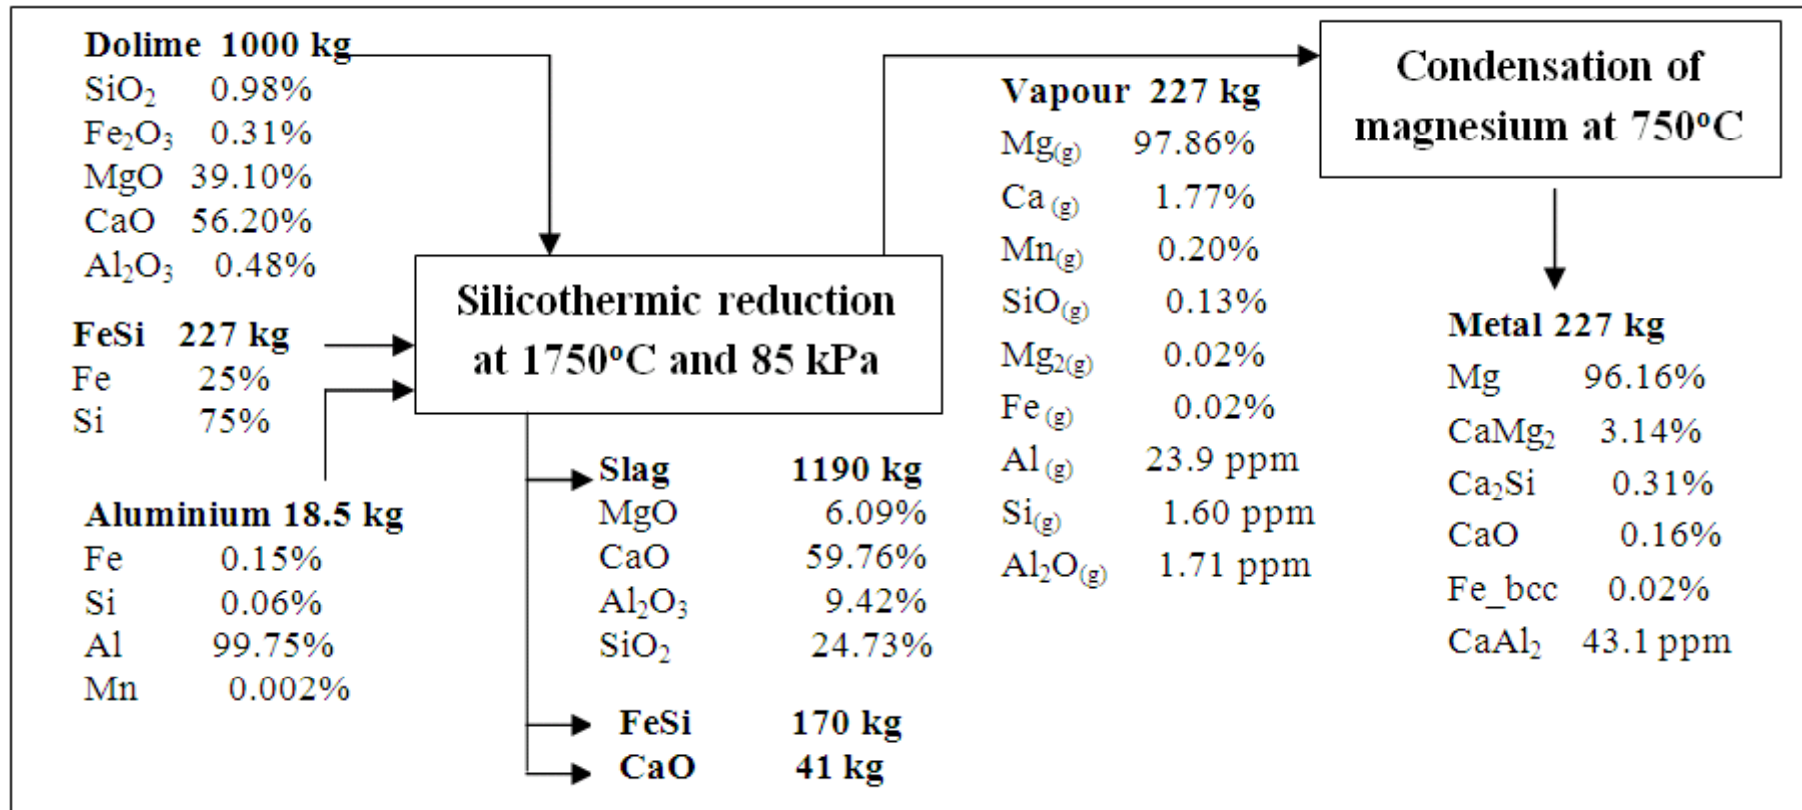 Dolime 1000 kg
SiO₂ 0.98%
Fe₂O₃ 0.31%
MgO 39.10%
CaO 56.20%
Al₂O₃ 0.48%
FeSi 227 kg
Fe 25%
Si 75%
Aluminium 18.5 kg
Fe 0.15%
Si 0.06%
Al 99.75%
Mn 0.002%
Silicothermic reduction
at 1750°C and 85 kPa
Slag 1190 kg
MgO 6.09%
CaO 59.76%
Al₂O₃ 9.42%
SiO₂ 24.73%
FeSi 170 kg
CaO 41 kg
Vapour 227 kg
Mg(g) 97.86%
Ca (g) 1.77%
Mn(g) 0.20%
SiO(g) 0.13%
Mg₂(g) 0.02%
Fe (g) 0.02%
Al (g) 23.9 ppm
Si(g) 1.60 ppm
Al₂O(g) 1.71 ppm
Condensation of
magnesium at 750°C
Metal 227 kg
Mg 96.16%
CaMg₂ 3.14%
Ca₂Si 0.31%
CaO 0.16%
Fe_bcc 0.02%
CaAl₂ 43.1 ppm